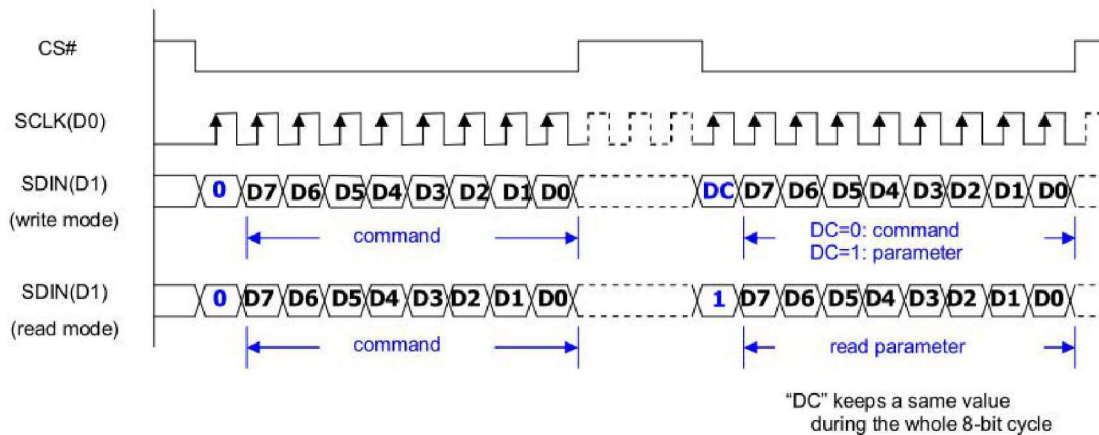 CS#
SCLK(D0)
SDIN(D1)
(write mode)
0 D7 D6 D5 D4 D3 D2 D1 D0
DC D7 D6 D5 D4 D3 D2 D1 D0
command
DC=0: command
DC=1: parameter
SDIN(D1)
(read mode)
0 D7 D6 D5 D4 D3 D2 D1 D0
1 D7 D6 D5 D4 D3 D2 D1 D0
command
read parameter
“DC” keeps a same value
during the whole 8-bit cycle